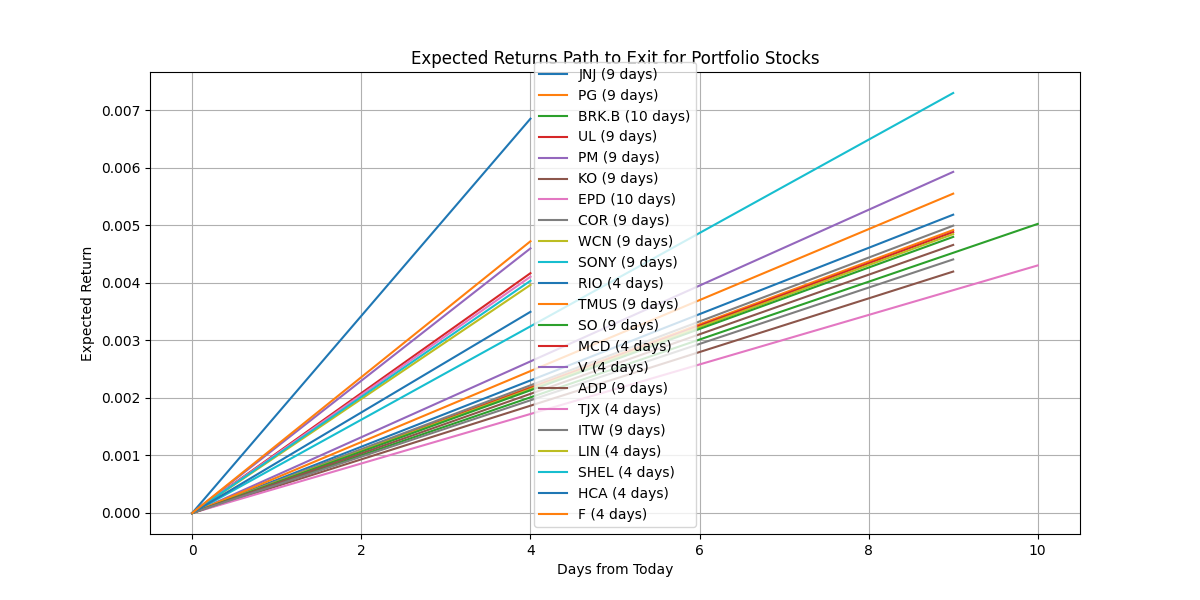 Expected Returns Path to Exit for Portfolio Stocks
JNJ (9 days)
PG (9 days)
BRK.B (10 days)
UL (9 days)
PM (9 days)
KO (9 days)
EPD (10 days)
COR (9 days)
WCN (9 days)
SONY (9 days)
RIO (4 days)
TMUS (9 days)
SO (9 days)
MCD (4 days)
V (4 days)
ADP (9 days)
TJX (4 days)
ITW (9 days)
LIN (4 days)
SHEL (4 days)
HCA (4 days)
F (4 days)
Expected Return
0.007
0.006
0.005
0.004
0.003
0.002
0.001
0.000
0
2
4
6
8
10
Days from Today